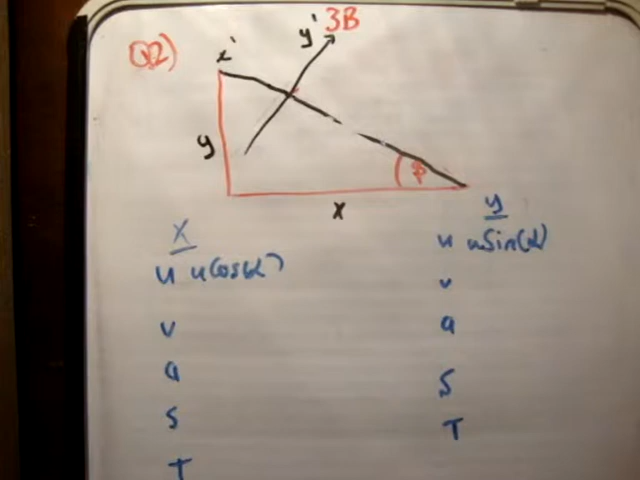 Q2)
x' y' 3B
y
β
x
X
y
u u Cos(α)
u u Sin(α)
v
v
a
a
s
s
T
T